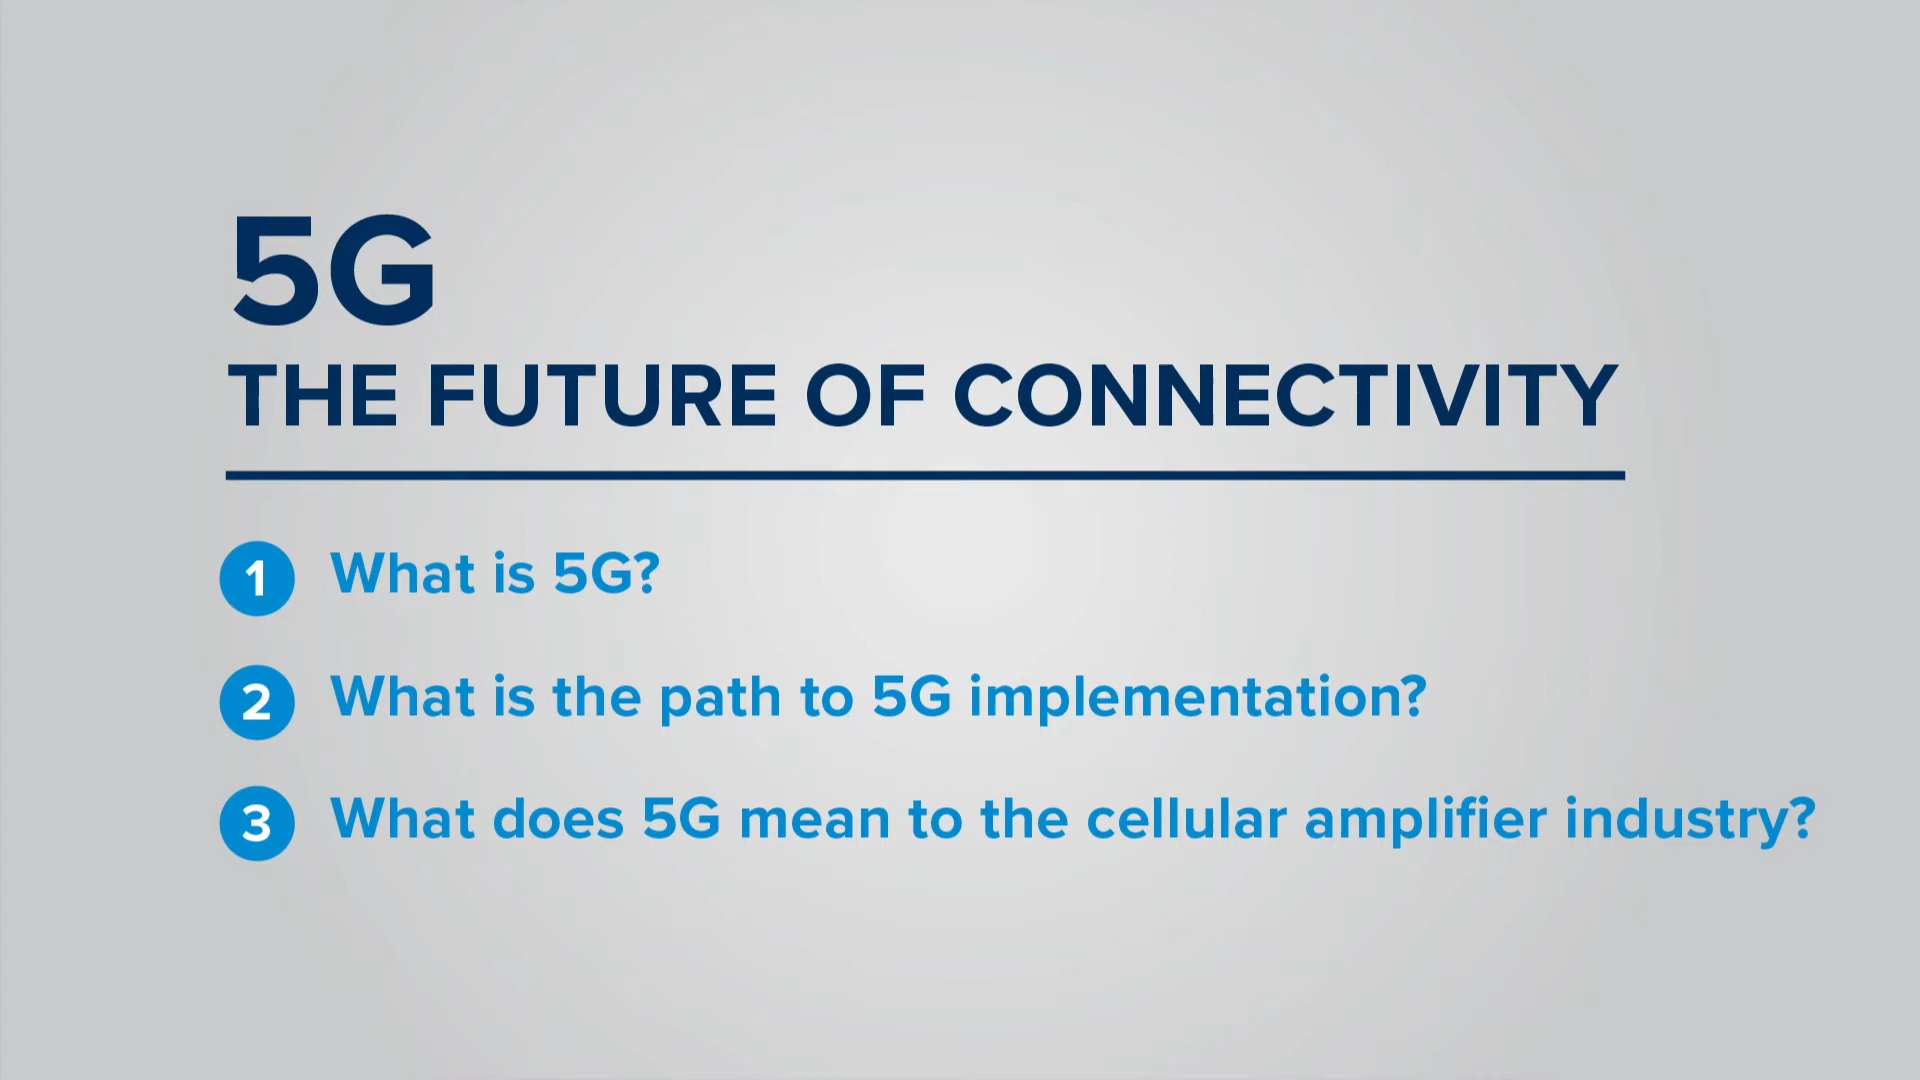 5G
THE FUTURE OF CONNECTIVITY
1 What is 5G?
2 What is the path to 5G implementation?
3 What does 5G mean to the cellular amplifier industry?